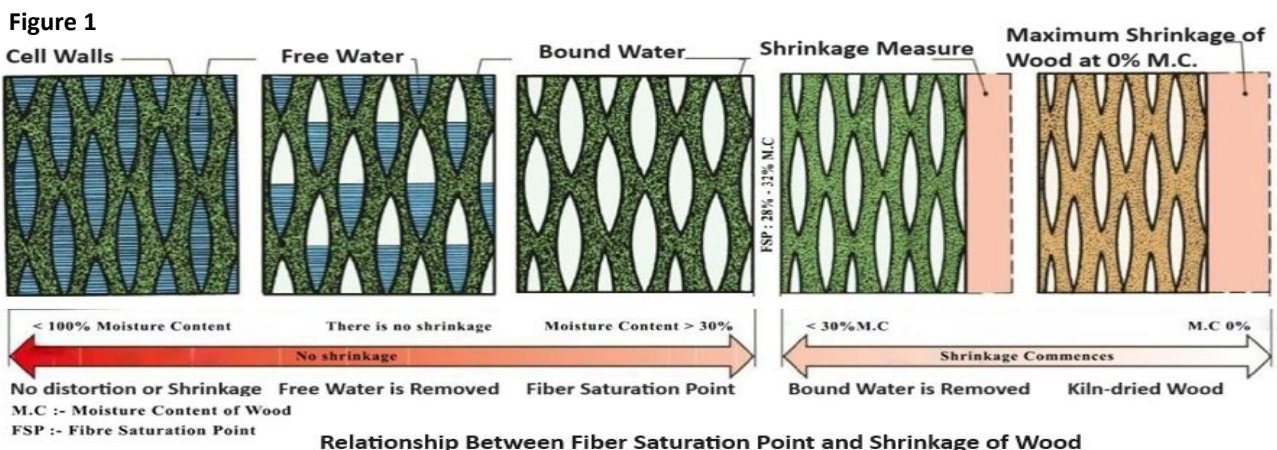 Figure 1
Cell Walls
Free Water
Bound Water
Shrinkage Measure
Maximum Shrinkage of
Wood at 0% M.C.
FSP : 28% - 32% M.C
< 100% Moisture Content
There is no shrinkage
Moisture Content > 30%
< 30%M.C
M.C 0%
No shrinkage
Shrinkage Commences
No distortion or Shrinkage
Free Water is Removed
Fiber Saturation Point
Bound Water is Removed
Kiln-dried Wood
M.C :- Moisture Content of Wood
FSP :- Fibre Saturation Point
Relationship Between Fiber Saturation Point and Shrinkage of Wood